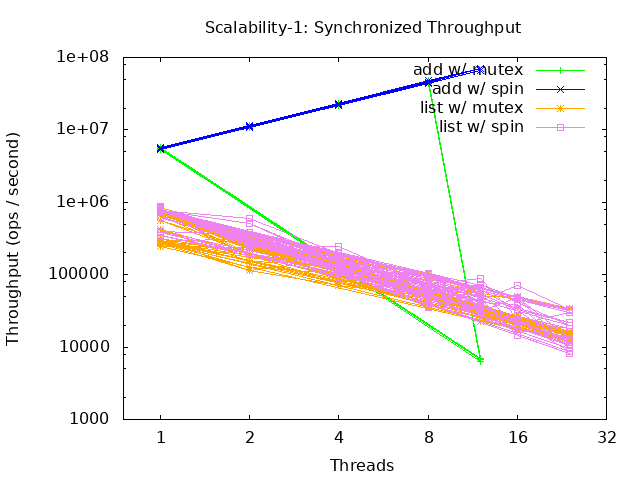 Scalability-1: Synchronized Throughput
1e+08
1e+07
1e+06
100000
10000
1000
Throughput (ops / second)
add w/ mutex
add w/ spin
list w/ mutex
list w/ spin
1 2 4 8 16 32
Threads